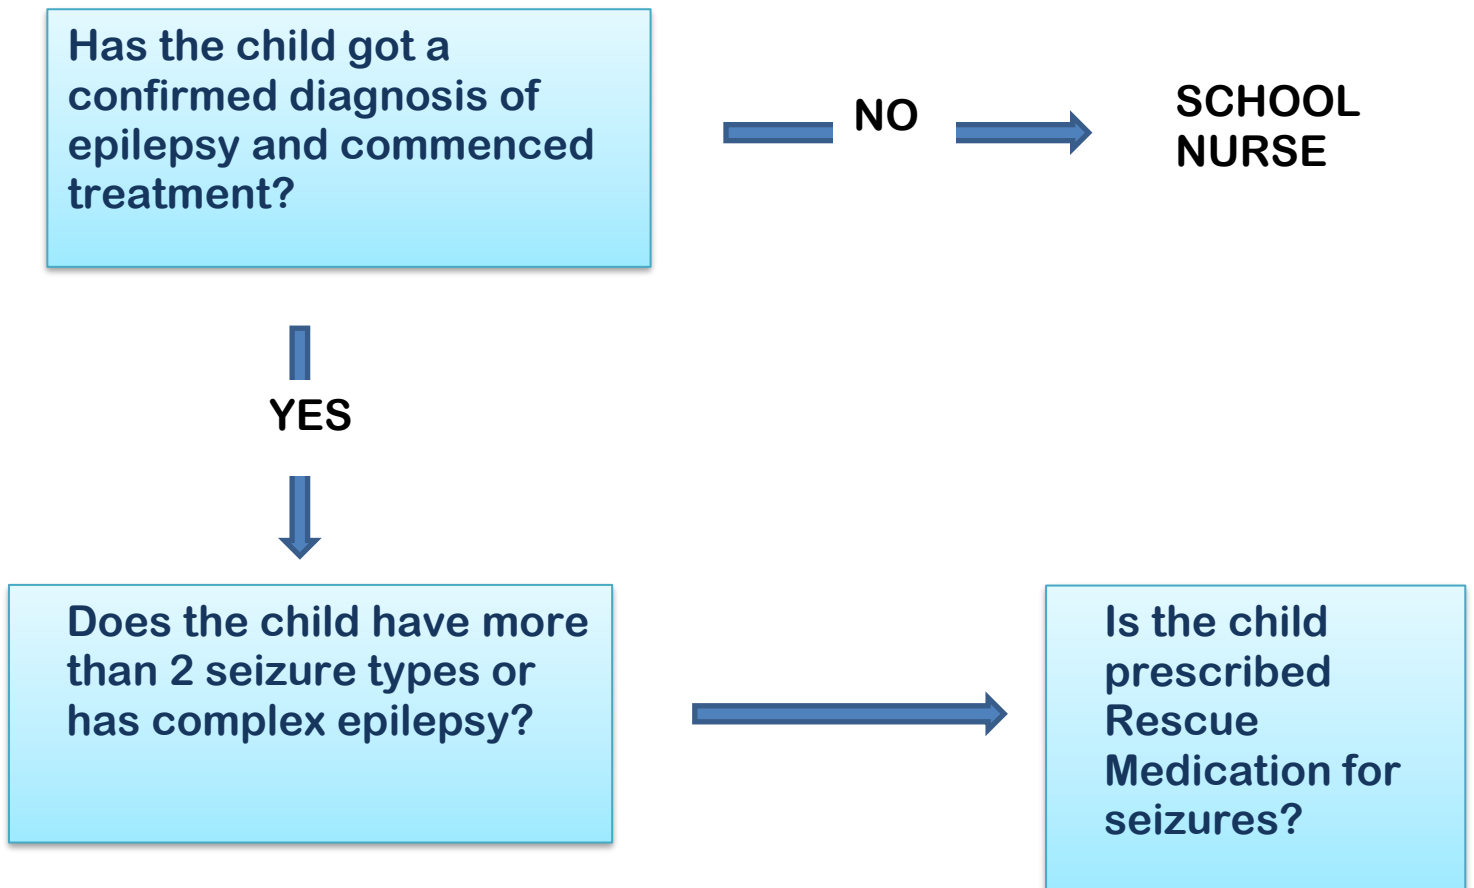 Has the child got a
confirmed diagnosis of
epilepsy and commenced
treatment?
NO
SCHOOL
NURSE
YES
Does the child have more
than 2 seizure types or
has complex epilepsy?
Is the child
prescribed
Rescue
Medication for
seizures?